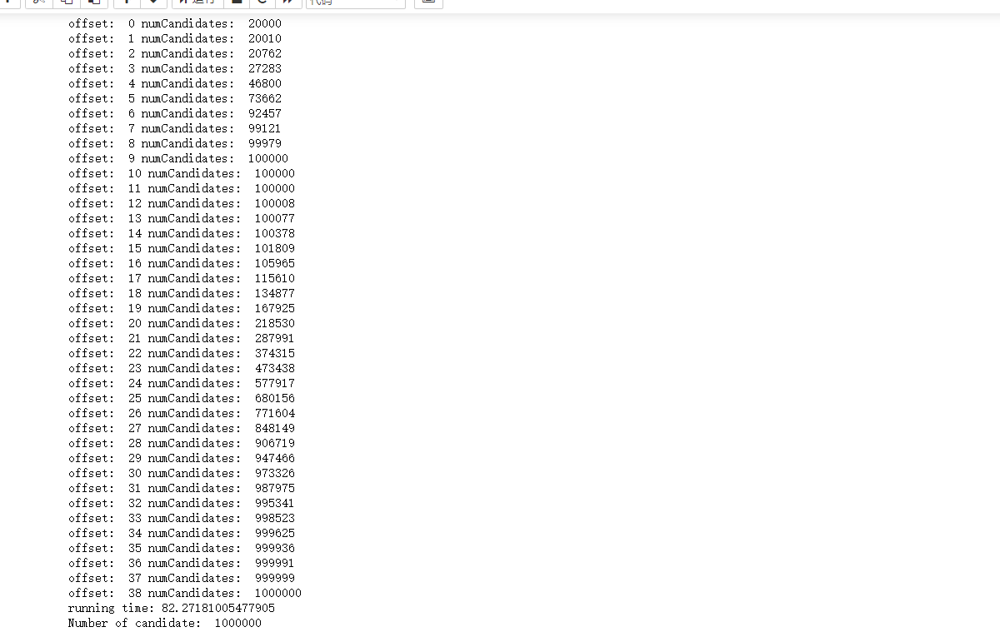 运行
代码
offset:  0 numCandidates:  20000
offset:  1 numCandidates:  20010
offset:  2 numCandidates:  20762
offset:  3 numCandidates:  27283
offset:  4 numCandidates:  46800
offset:  5 numCandidates:  73662
offset:  6 numCandidates:  92457
offset:  7 numCandidates:  99121
offset:  8 numCandidates:  99979
offset:  9 numCandidates:  100000
offset:  10 numCandidates:  100000
offset:  11 numCandidates:  100000
offset:  12 numCandidates:  100008
offset:  13 numCandidates:  100077
offset:  14 numCandidates:  100378
offset:  15 numCandidates:  101809
offset:  16 numCandidates:  105965
offset:  17 numCandidates:  115610
offset:  18 numCandidates:  134877
offset:  19 numCandidates:  167925
offset:  20 numCandidates:  218530
offset:  21 numCandidates:  287991
offset:  22 numCandidates:  374315
offset:  23 numCandidates:  473438
offset:  24 numCandidates:  577917
offset:  25 numCandidates:  680156
offset:  26 numCandidates:  771604
offset:  27 numCandidates:  848149
offset:  28 numCandidates:  906719
offset:  29 numCandidates:  947466
offset:  30 numCandidates:  973326
offset:  31 numCandidates:  987975
offset:  32 numCandidates:  995341
offset:  33 numCandidates:  998523
offset:  34 numCandidates:  999625
offset:  35 numCandidates:  999936
offset:  36 numCandidates:  999991
offset:  37 numCandidates:  999999
offset:  38 numCandidates:  1000000
running time: 82.27181005477905
Number of candidate:  1000000